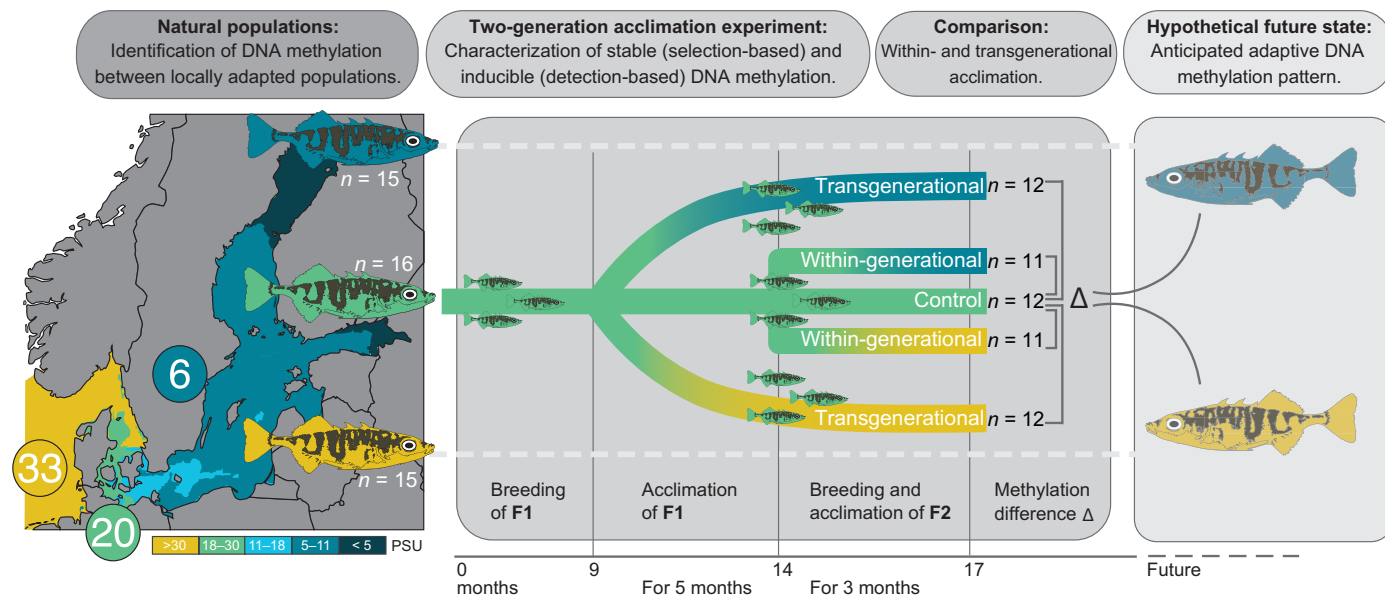 Natural populations:
Identification of DNA methylation
between locally adapted populations.
Two-generation acclimation experiment:
Characterization of stable (selection-based) and
inducible (detection-based) DNA methylation.
Comparison:
Within- and transgenerational
acclimation.
Hypothetical future state:
Anticipated adaptive DNA
methylation pattern.
n = 15
n = 16
n = 15
6
33
20
>30 18–30 11–18 5–11 < 5 PSU
Transgenerational n = 12
Within-generational n = 11
Control n = 12
Δ
Within-generational n = 11
Transgenerational n = 12
Breeding
of F1
Acclimation
of F1
Breeding and
acclimation of F2
Methylation
difference Δ
0
months
9
For 5 months
14
For 3 months
17
Future